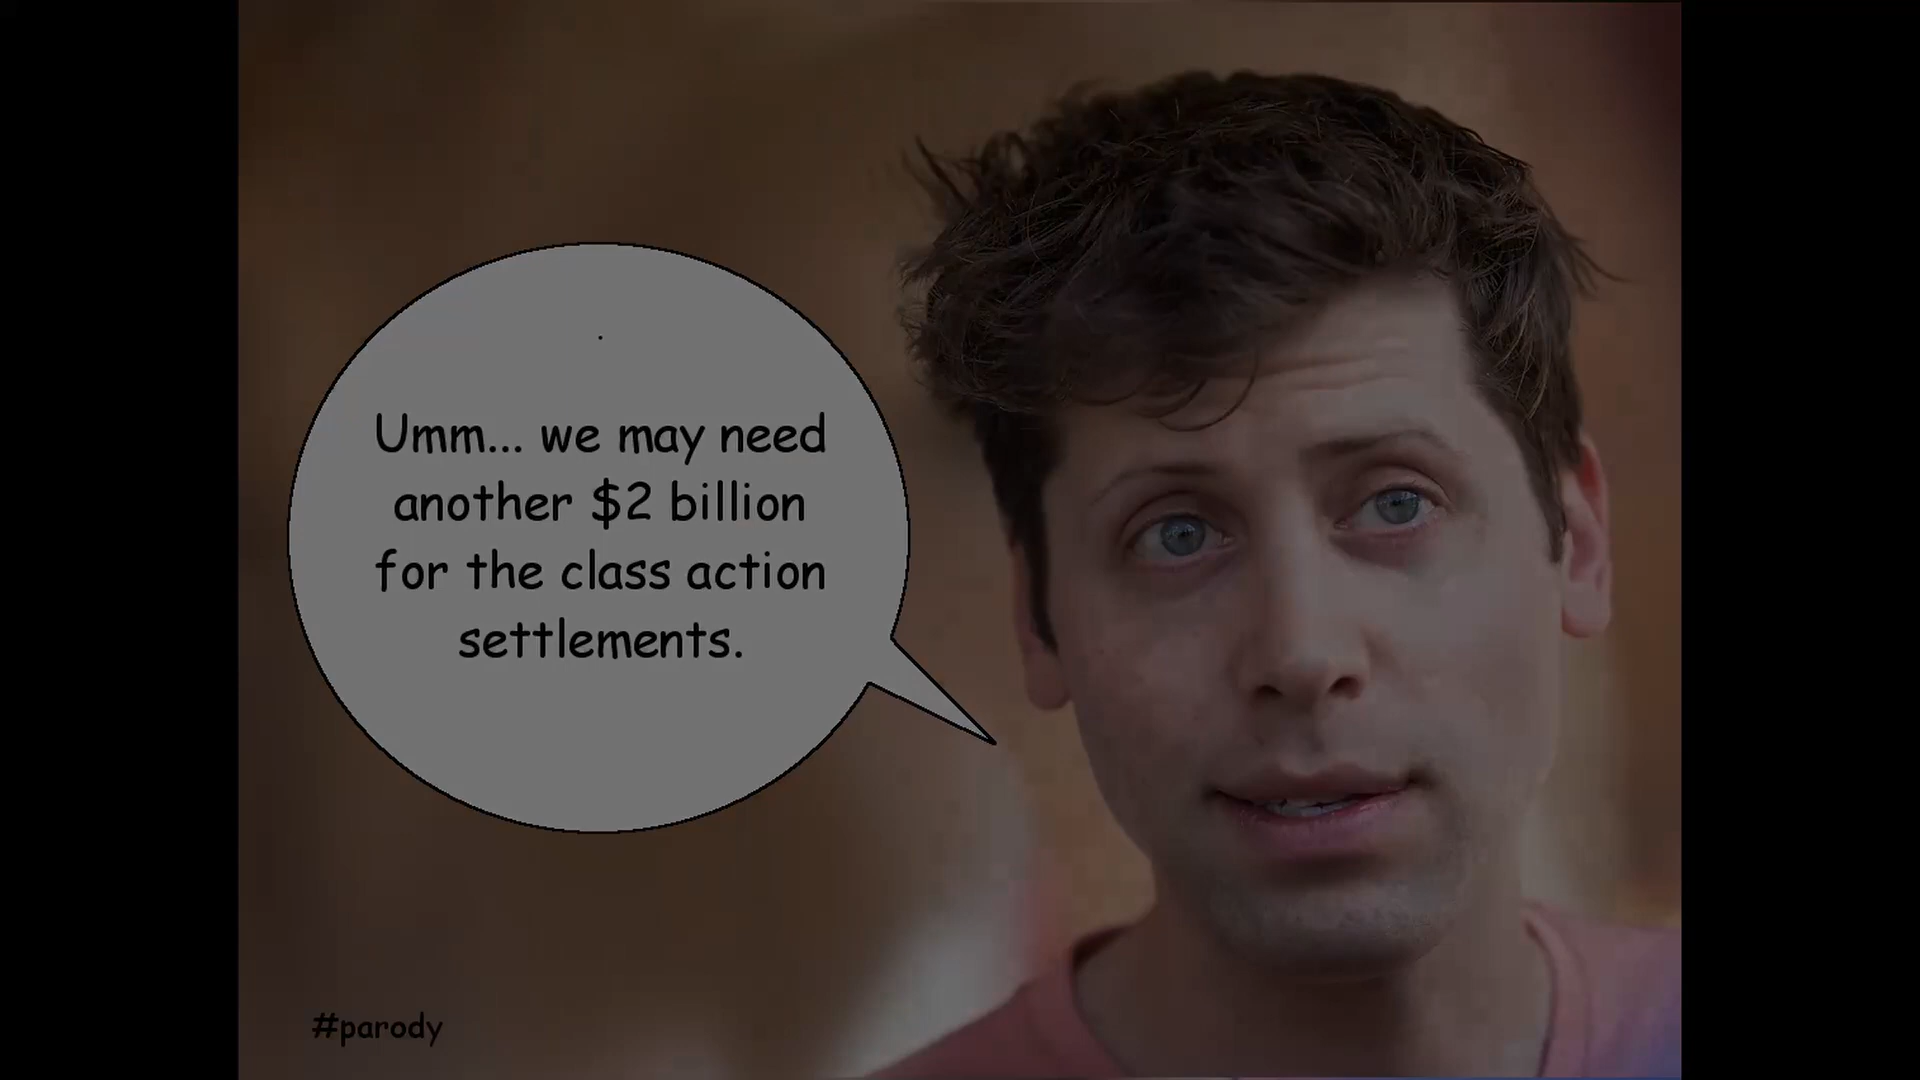 Umm... we may need
another $2 billion
for the class action
settlements.
#parody